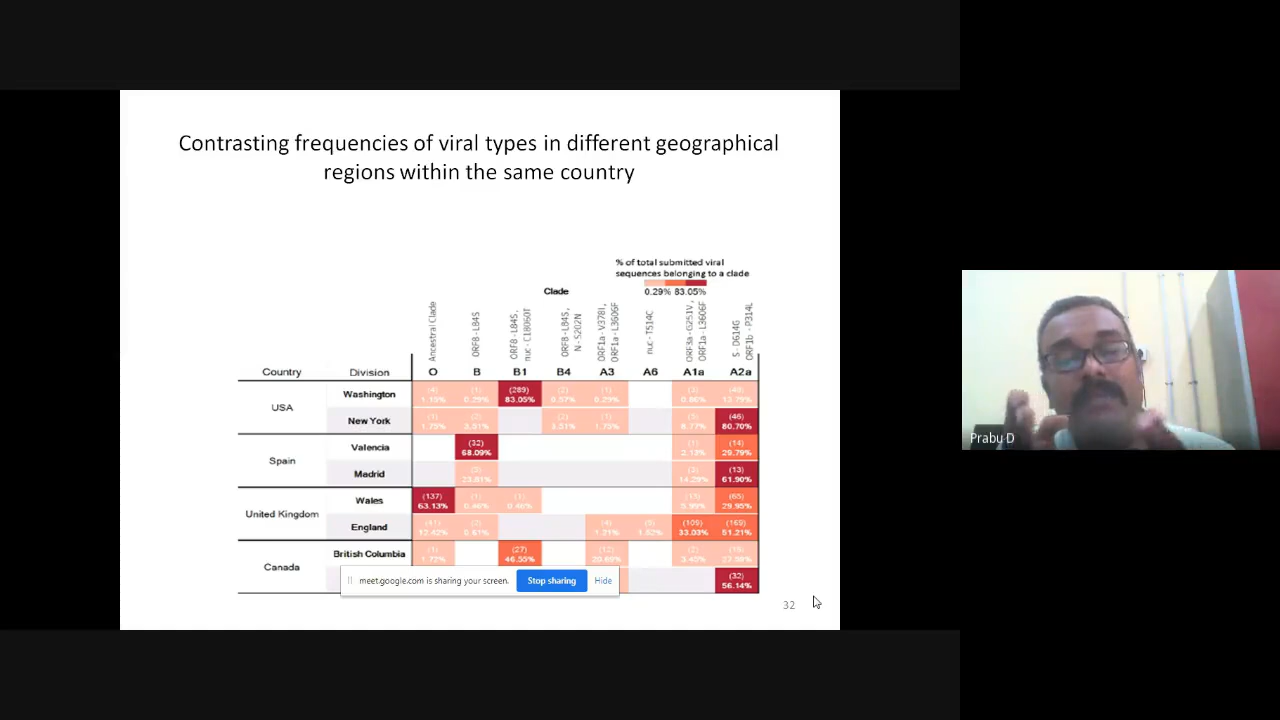 Contrasting frequencies of viral types in different geographical
regions within the same country
% of total submitted viral
sequences belonging to a clade
0.29% 83.05%
Clade
Ancestral Clade
ORF8 - L84S
ORF8 - L84S,
nuc - C18060T
ORF8 - L84S,
N - S202N
ORF1a - V378I,
ORF1a - L3606F
nuc - T514C
ORF3a - G251V,
ORF1a - L3606F
S - D614G
ORF1b - P314L
Country Division O B B1 B4 A3 A6 A1a A2a
USA
Washington (4) 1.15% (1) 0.29% (289) 83.05% (2) 0.57% (1) 0.29% (3) 0.86% (48) 13.79%
New York (1) 1.75% (2) 3.51% (2) 3.51% (1) 1.75% (5) 8.77% (46) 80.70%
Spain
Valencia (32) 68.09% (1) 2.13% (14) 29.79%
Madrid (5) 23.81% (3) 14.29% (13) 61.90%
United Kingdom
Wales (137) 63.13% (1) 0.46% (1) 0.46% (13) 5.99% (65) 29.95%
England (41) 12.42% (2) 0.61% (4) 1.21% (5) 1.52% (109) 33.03% (169) 51.21%
Canada
British Columbia (1) 1.72% (27) 46.55% (12) 20.69% (2) 3.45% (16) 27.59%
(32) 56.14%
meet.google.com is sharing your screen. Stop sharing Hide
32
Prabu D